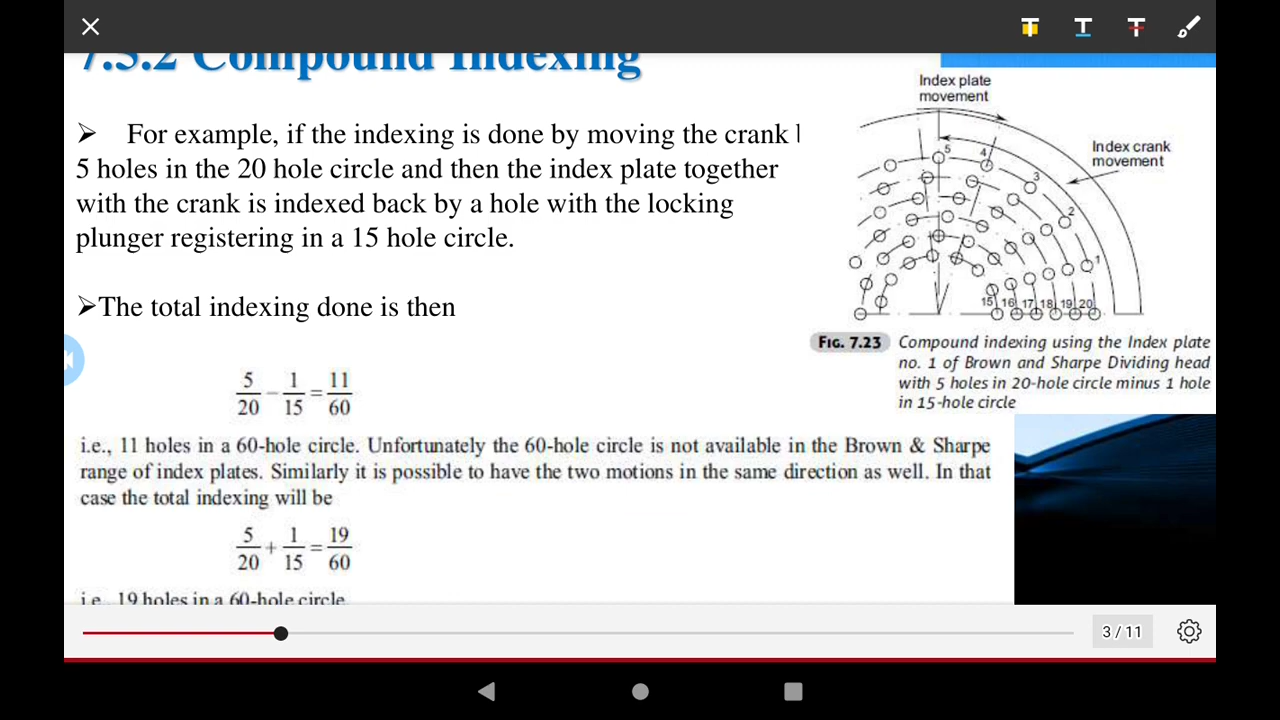 7.3.2 Compound Indexing
➢ For example, if the indexing is done by moving the crank
5 holes in the 20 hole circle and then the index plate together
with the crank is indexed back by a hole with the locking
plunger registering in a 15 hole circle.
➢The total indexing done is then
5/20 - 1/15 = 11/60
i.e., 11 holes in a 60-hole circle. Unfortunately the 60-hole circle is not available in the Brown & Sharpe
range of index plates. Similarly it is possible to have the two motions in the same direction as well. In that
case the total indexing will be
5/20 + 1/15 = 19/60
i.e., 19 holes in a 60-hole circle
Index plate
movement
Index crank
movement
5
4
3
2
1
15 16 17 18 19 20
FIG. 7.23 Compound indexing using the Index plate
no. 1 of Brown and Sharpe Dividing head
with 5 holes in 20-hole circle minus 1 hole
in 15-hole circle
3 / 11